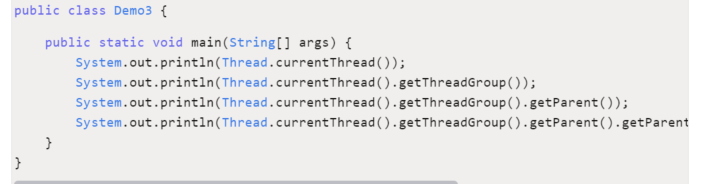 public class Demo3 {
    public static void main(String[] args) {
        System.out.println(Thread.currentThread());
        System.out.println(Thread.currentThread().getThreadGroup());
        System.out.println(Thread.currentThread().getThreadGroup().getParent());
        System.out.println(Thread.currentThread().getThreadGroup().getParent().getParent
    }
}